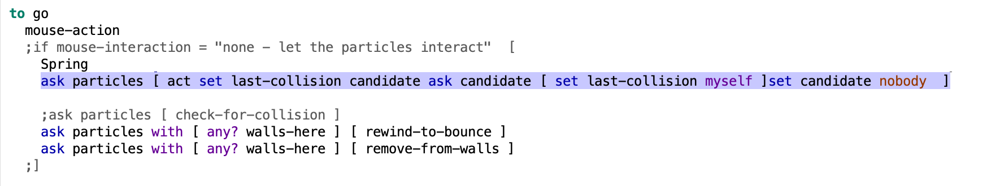 to go
mouse-action
;if mouse-interaction = "none - let the particles interact"  [
Spring
ask particles [ act set last-collision candidate ask candidate [ set last-collision myself ]set candidate nobody  ]
;ask particles [ check-for-collision ]
ask particles with [ any? walls-here ] [ rewind-to-bounce ]
ask particles with [ any? walls-here ] [ remove-from-walls ]
;]